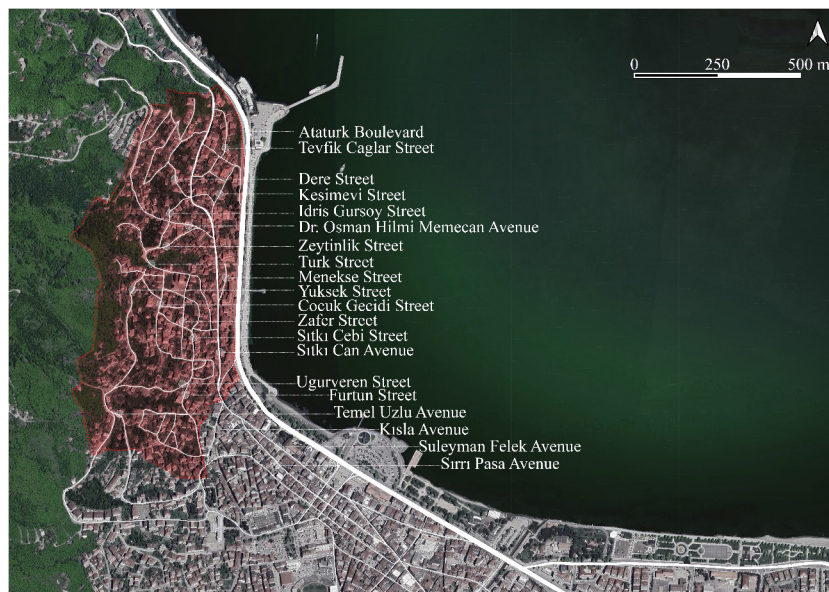 0 250 500 m
Ataturk Boulevard
Tevfik Caglar Street
Dere Street
Kesimevi Street
Idris Gursoy Street
Dr. Osman Hilmi Memecan Avenue
Zeytinlik Street
Turk Street
Menekse Street
Yuksek Street
Cocuk Gecidi Street
Zafer Street
Sıtkı Cebi Street
Sıtkı Can Avenue
Ugurveren Street
Furtun Street
Temel Uzlu Avenue
Kısla Avenue
Suleyman Felek Avenue
Sırrı Pasa Avenue